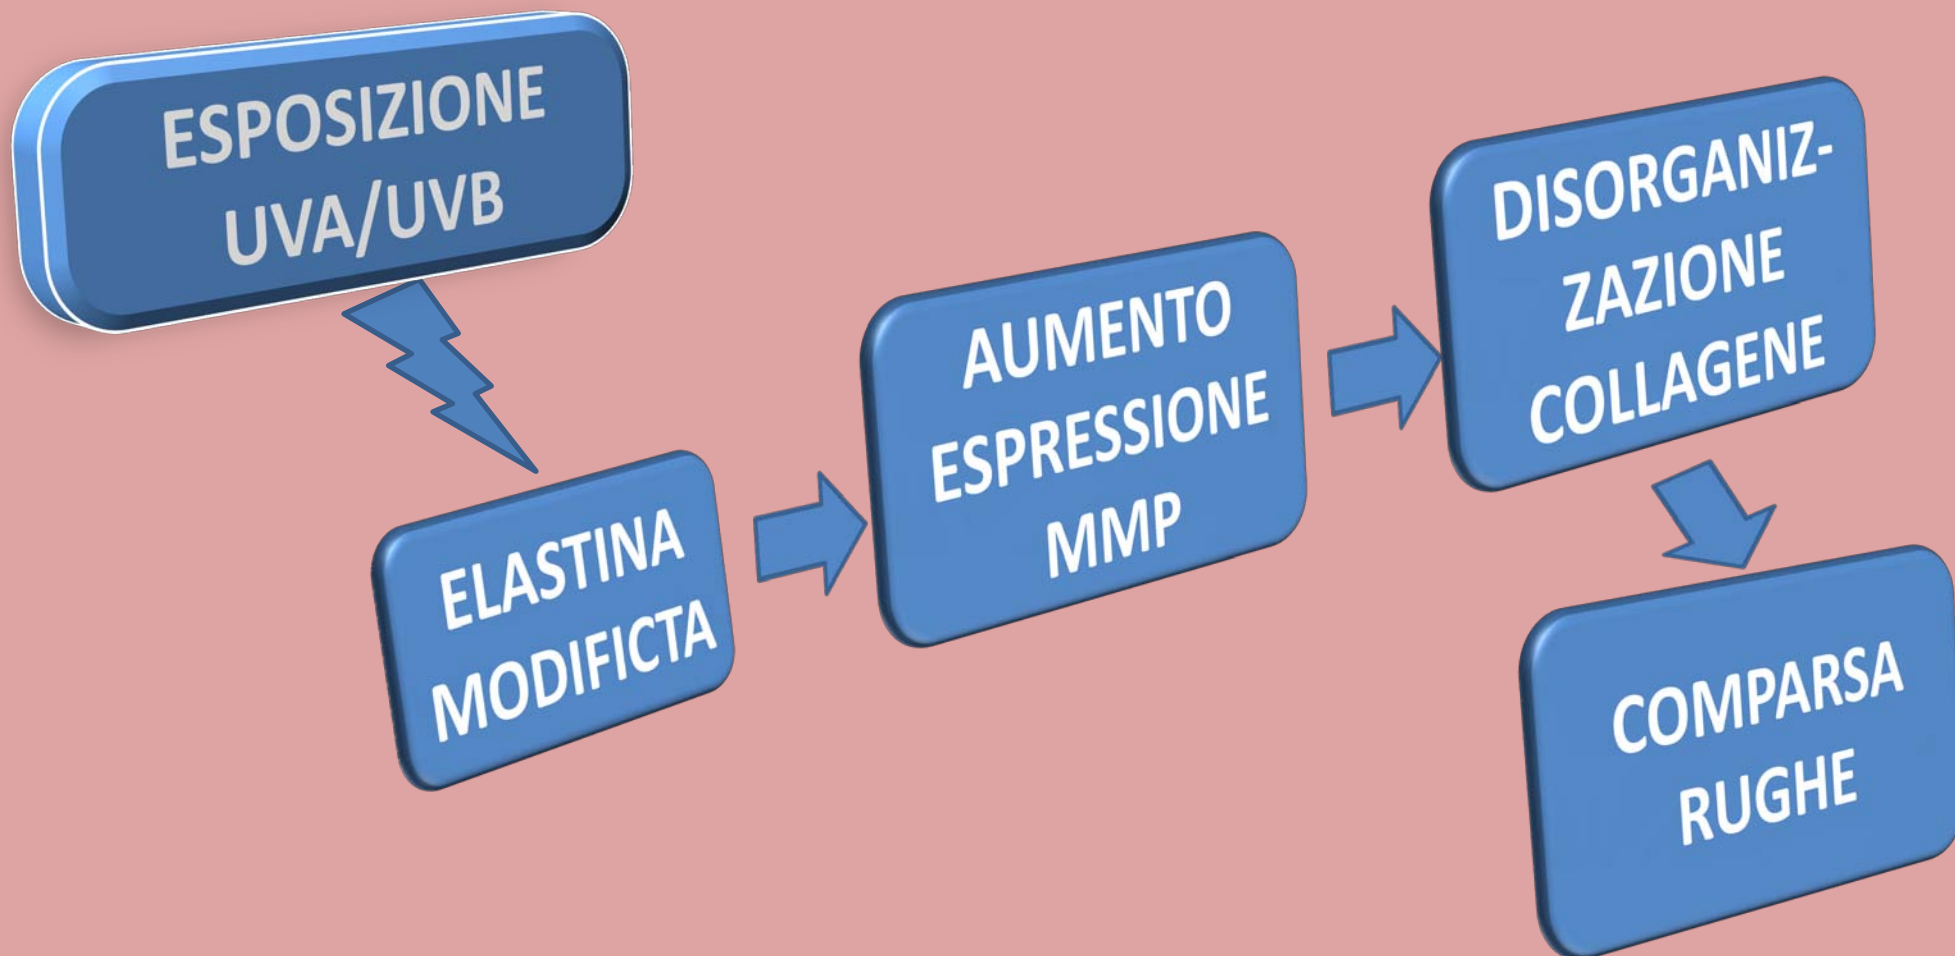 ESPOSIZIONE
UVA/UVB
ELASTINA
MODIFICTA
AUMENTO
ESPRESSIONE
MMP
DISORGANIZ-
ZAZIONE
COLLAGENE
COMPARSA
RUGHE